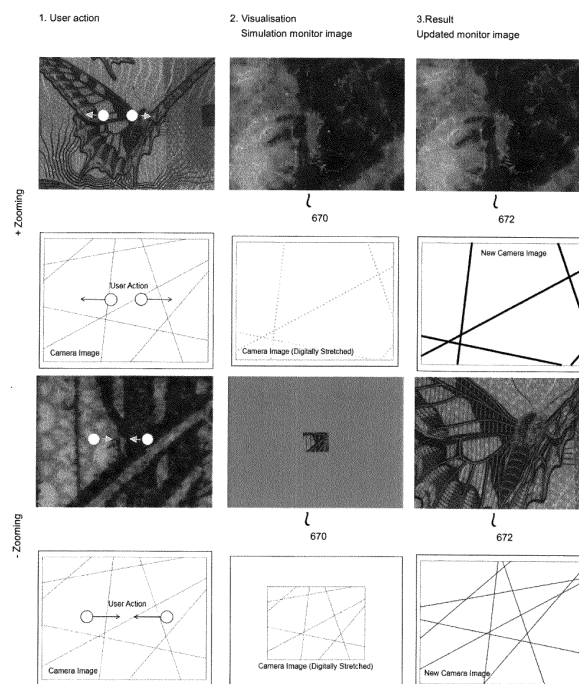 1. User action
2. Visualisation
Simulation monitor image
3.Result
Updated monitor image
+ Zooming
670
672
User Action
Camera Image
Camera Image (Digitally Stretched)
New Camera Image
- Zooming
670
672
User Action
Camera Image
Camera Image (Digitally Stretched)
New Camera Image